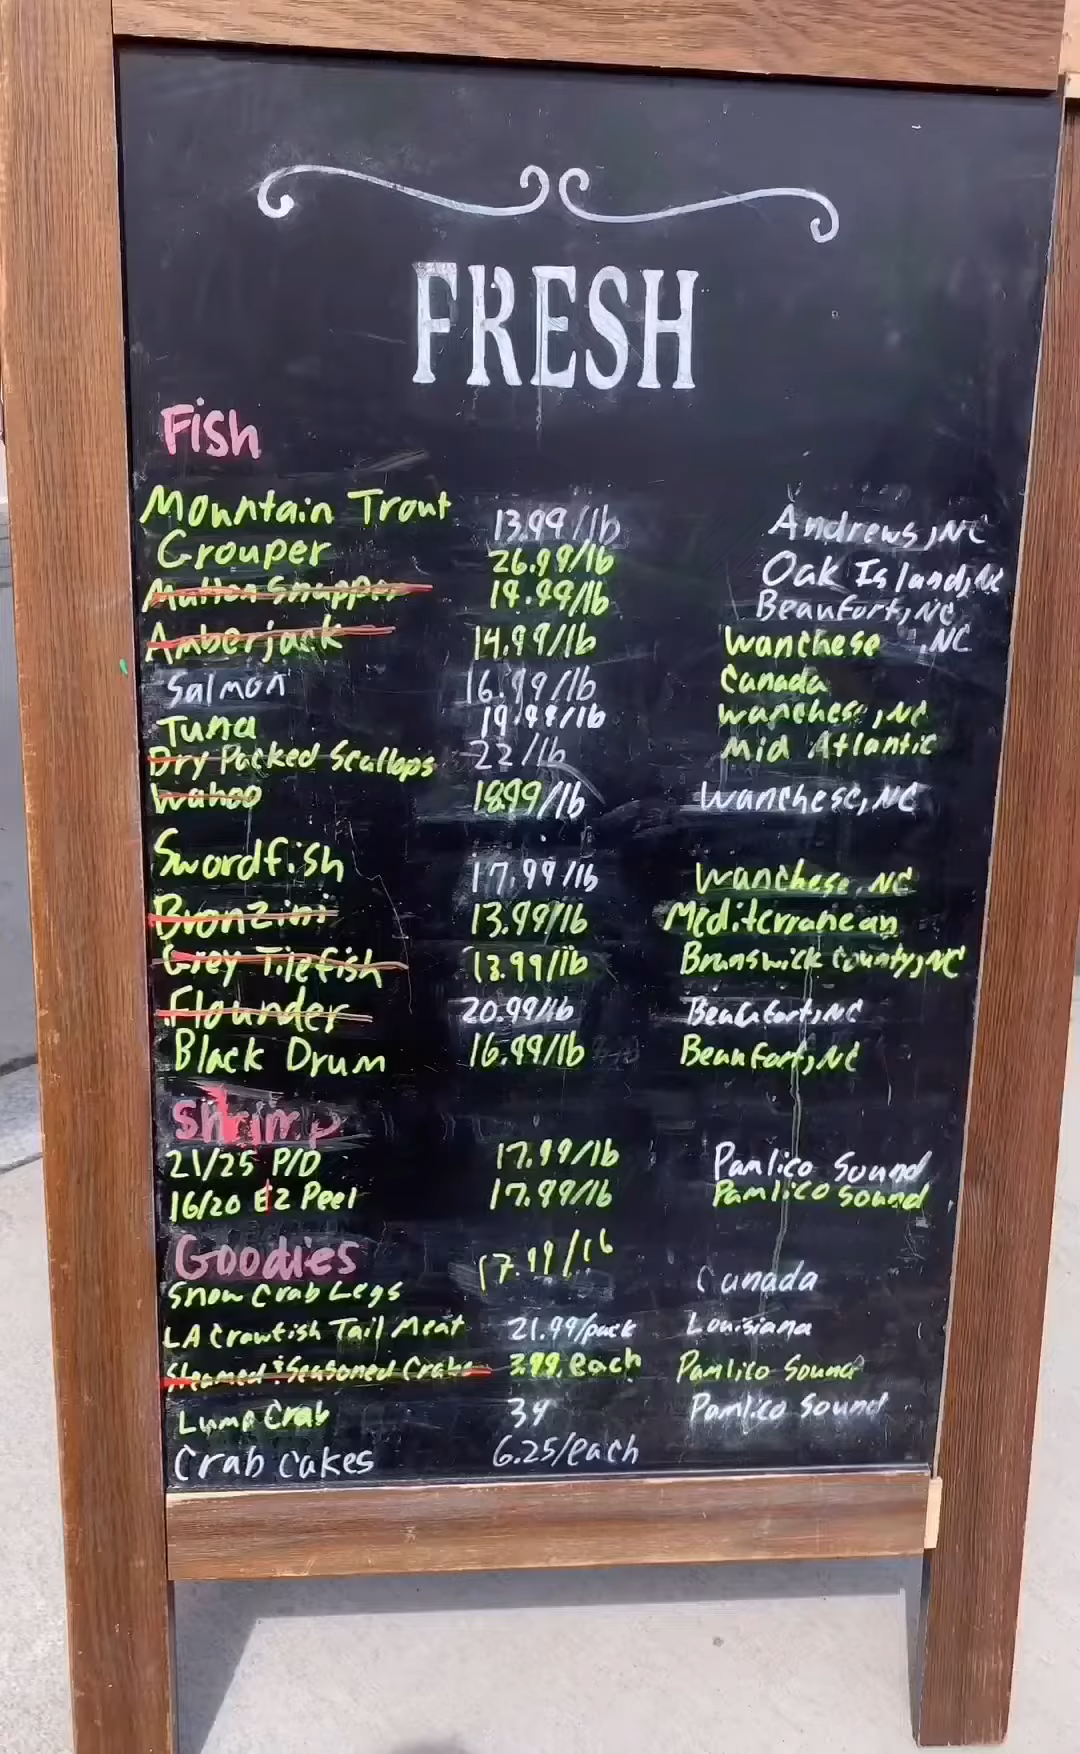 FRESH
Fish
Mountain Trout 13.99/lb Andrews, NC
Grouper 26.99/lb Oak Island, NC
Mutton Snapper 19.99/lb Beaufort, NC
Amberjack 14.99/lb Wanchese, NC
Salmon 16.99/lb Canada
Tuna 19.99/lb Wanchese, NC
Dry Packed Scallops 22/lb Mid Atlantic
Wahoo 18.99/lb Wanchese, NC
Swordfish 17.99/lb Wanchese, NC
Bronzini 13.99/lb Mediterranean
Grey Tilefish 13.99/lb Brunswick County, NC
Flounder 20.99/lb Beaufort, NC
Black Drum 16.99/lb Beaufort, NC
Shrimp
21/25 P/D 17.99/lb Pamlico Sound
16/20 EZ Peel 17.99/lb Pamlico Sound
Goodies
Snow Crab Legs 17.99/lb Canada
LA Crawfish Tail Meat 21.99/pack Louisiana
Steamed & Seasoned Crabs 3.99. each Pamlico Sound
Lump Crab 34 Pamlico Sound
Crab Cakes 6.25/each